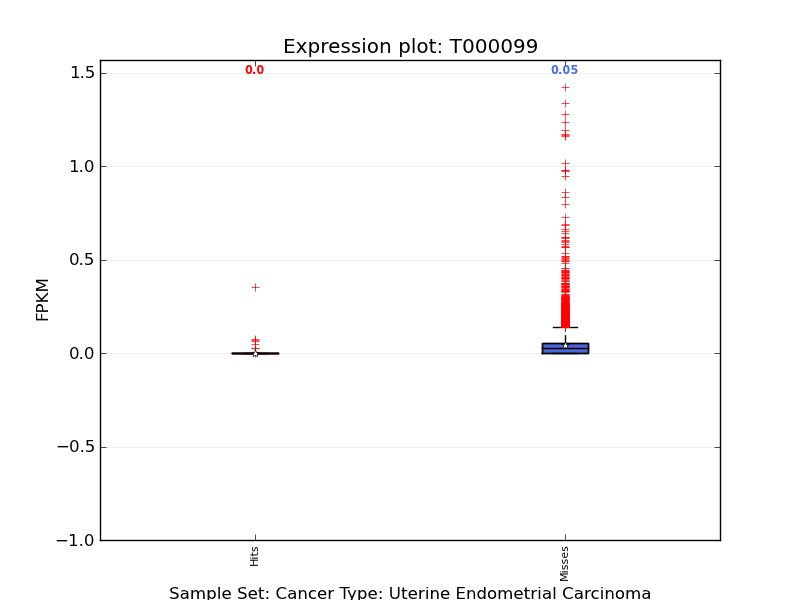 Expression plot: T000099
0.0
0.05
1.5
1.0
0.5
0.0
−0.5
−1.0
FPKM
Hits
Misses
Sample Set: Cancer Type: Uterine Endometrial Carcinoma